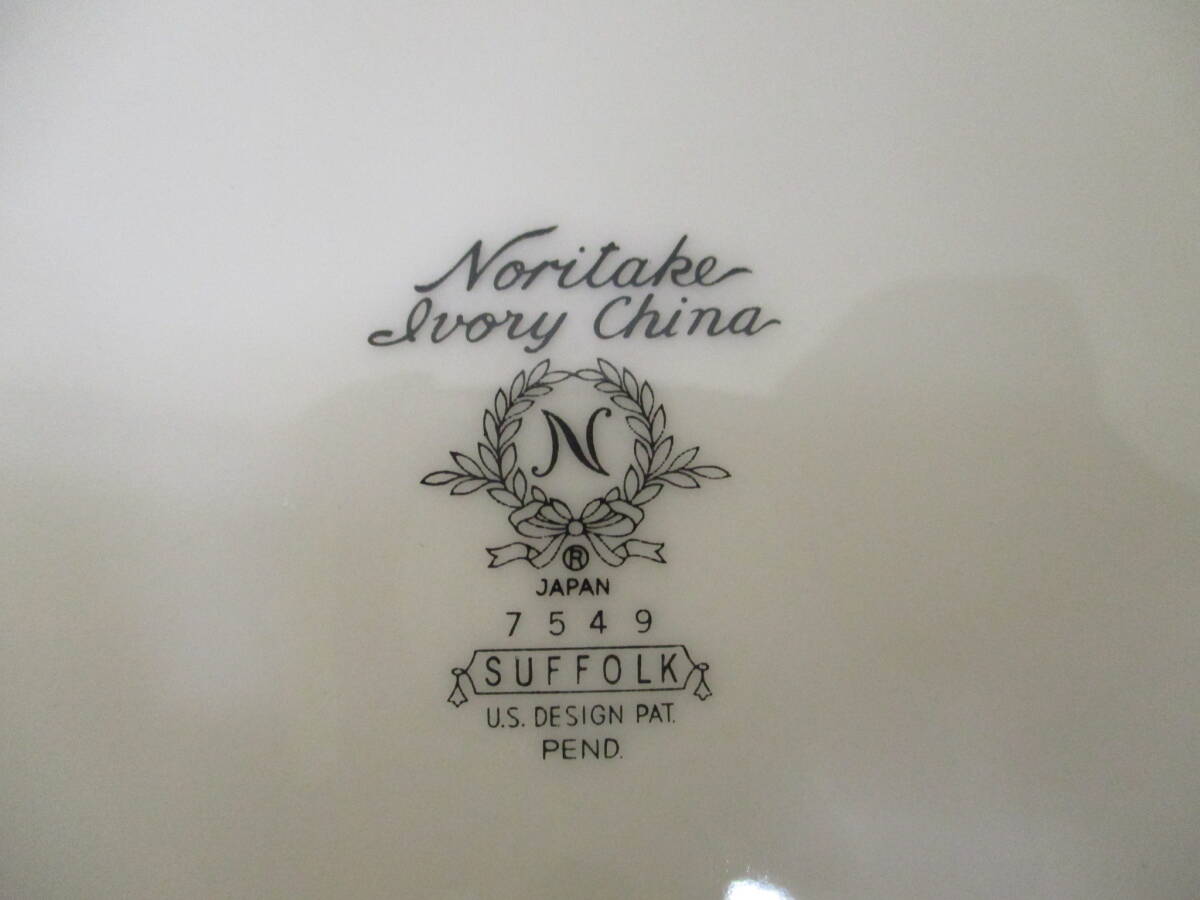 Noritake
Ivory China
N
®
JAPAN
7549
SUFFOLK
U.S. DESIGN PAT.
PEND.